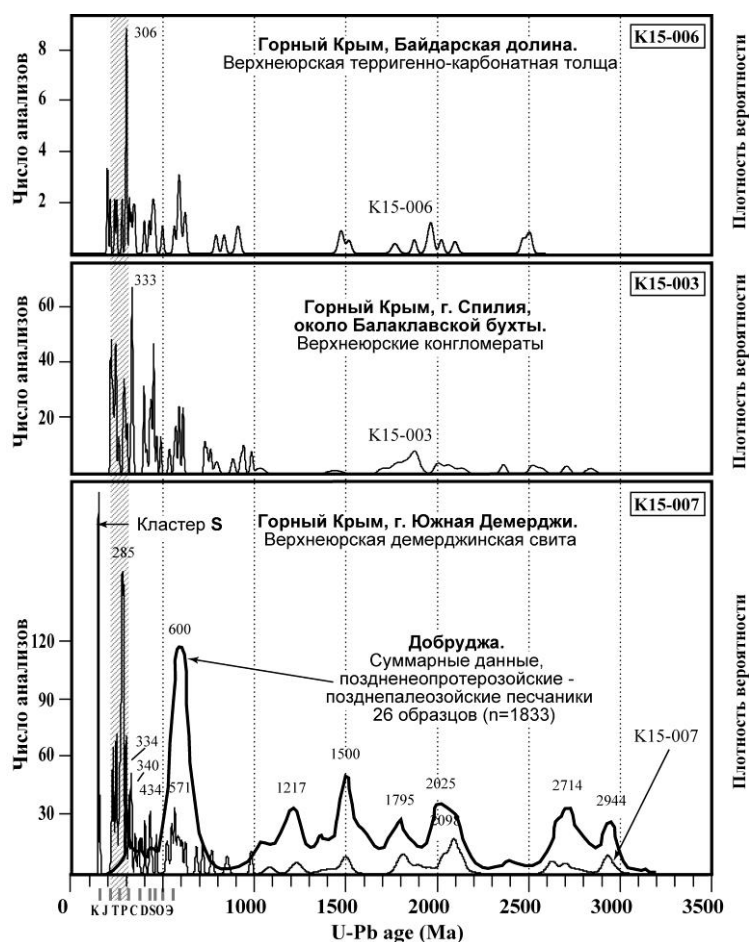 Число анализов
8
6
4
2
306
Горный Крым, Байдарская долина.
Верхнеюрская терригенно-карбонатная толща
K15-006
K15-006
Плотность вероятности
Число анализов
60
40
20
333
Горный Крым, г. Спилия,
около Балаклавской бухты.
Верхнеюрские конгломераты
K15-003
K15-003
Плотность вероятности
Число анализов
120
90
60
30
Кластер S
Горный Крым, г. Южная Демерджи.
Верхнеюрская демерджинская свита
K15-007
285
600
Добруджа.
Суммарные данные,
поздненеопротерозойские -
позднепалеозойские песчаники
26 образцов (n=1833)
K15-007
334
340
434
571
1217
1500
1795
2025
2098
2714
2944
Плотность вероятности
0 1000 1500 2000 2500 3000 3500
K J T P C D S O Э
U-Pb age (Ma)